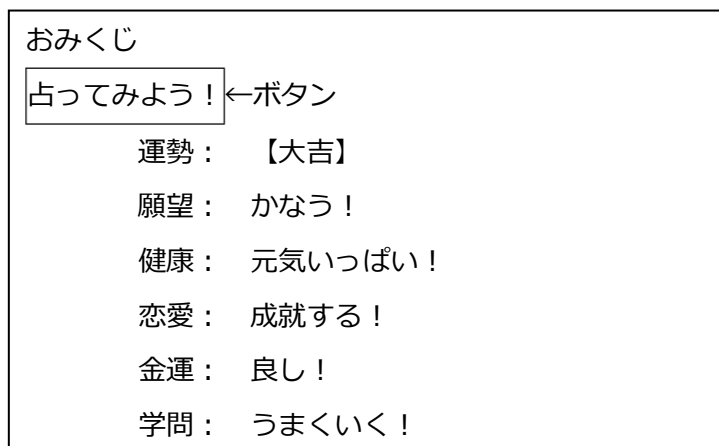 おみくじ
占ってみよう!←ボタン
運勢: 【大吉】
願望: かなう!
健康: 元気いっぱい!
恋愛: 成就する!
金運: 良し!
学問: うまくいく!